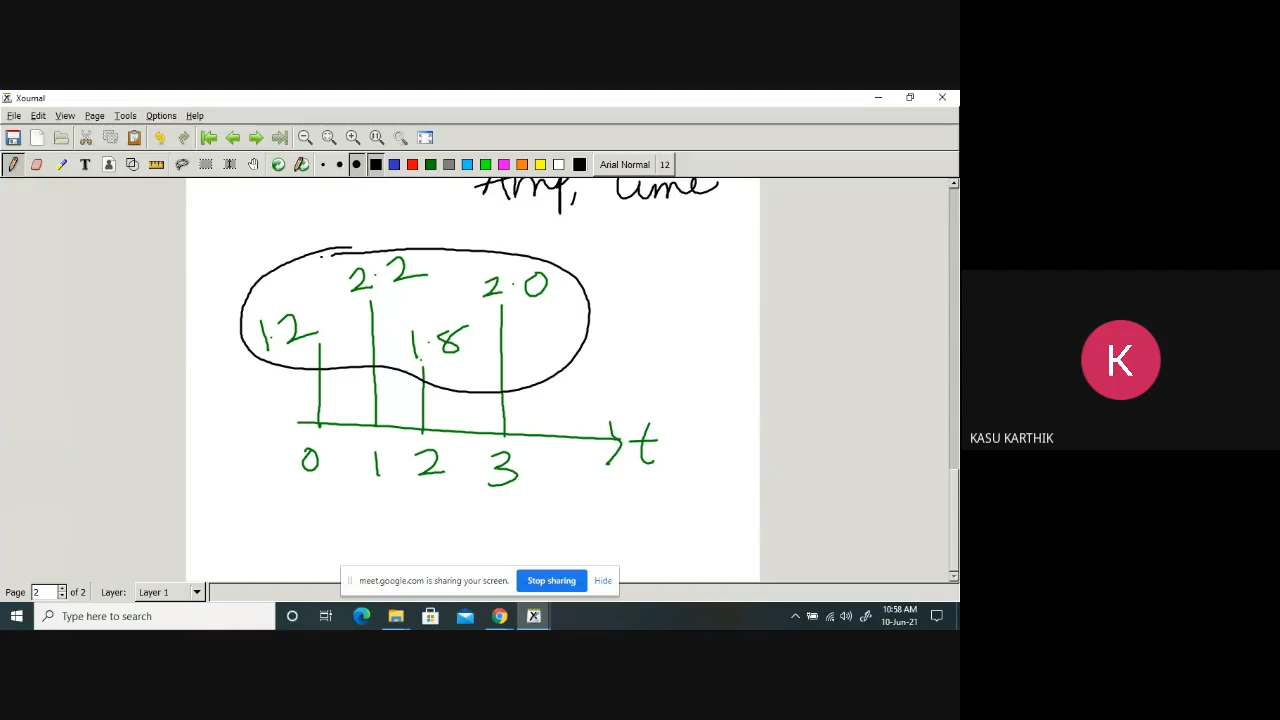 Xournal
File Edit View Page Tools Options Help
T Arial Normal 12
Amp, time
2.2 2.0
1.2 1.8
t
0 1 2 3
K
KASU KARTHIK
meet.google.com is sharing your screen. Stop sharing Hide
Page 2 of 2 Layer: Layer 1
Type here to search
10:58 AM
10-Jun-21